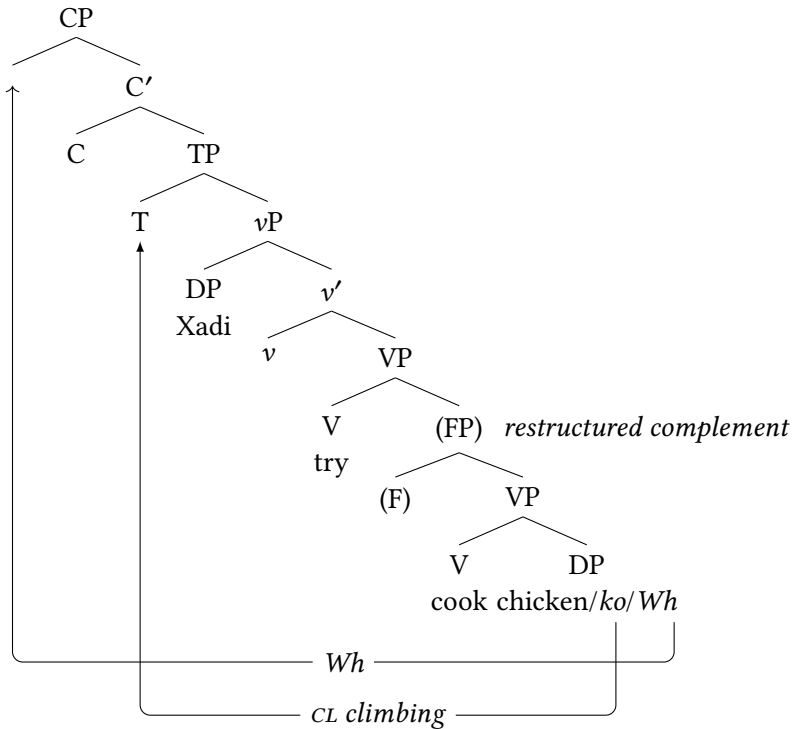 CP
C′
C TP
T vP
DP v′
Xadi
v VP
V (FP) restructured complement
try
(F) VP
V DP
cook chicken/ko/Wh
Wh
CL climbing